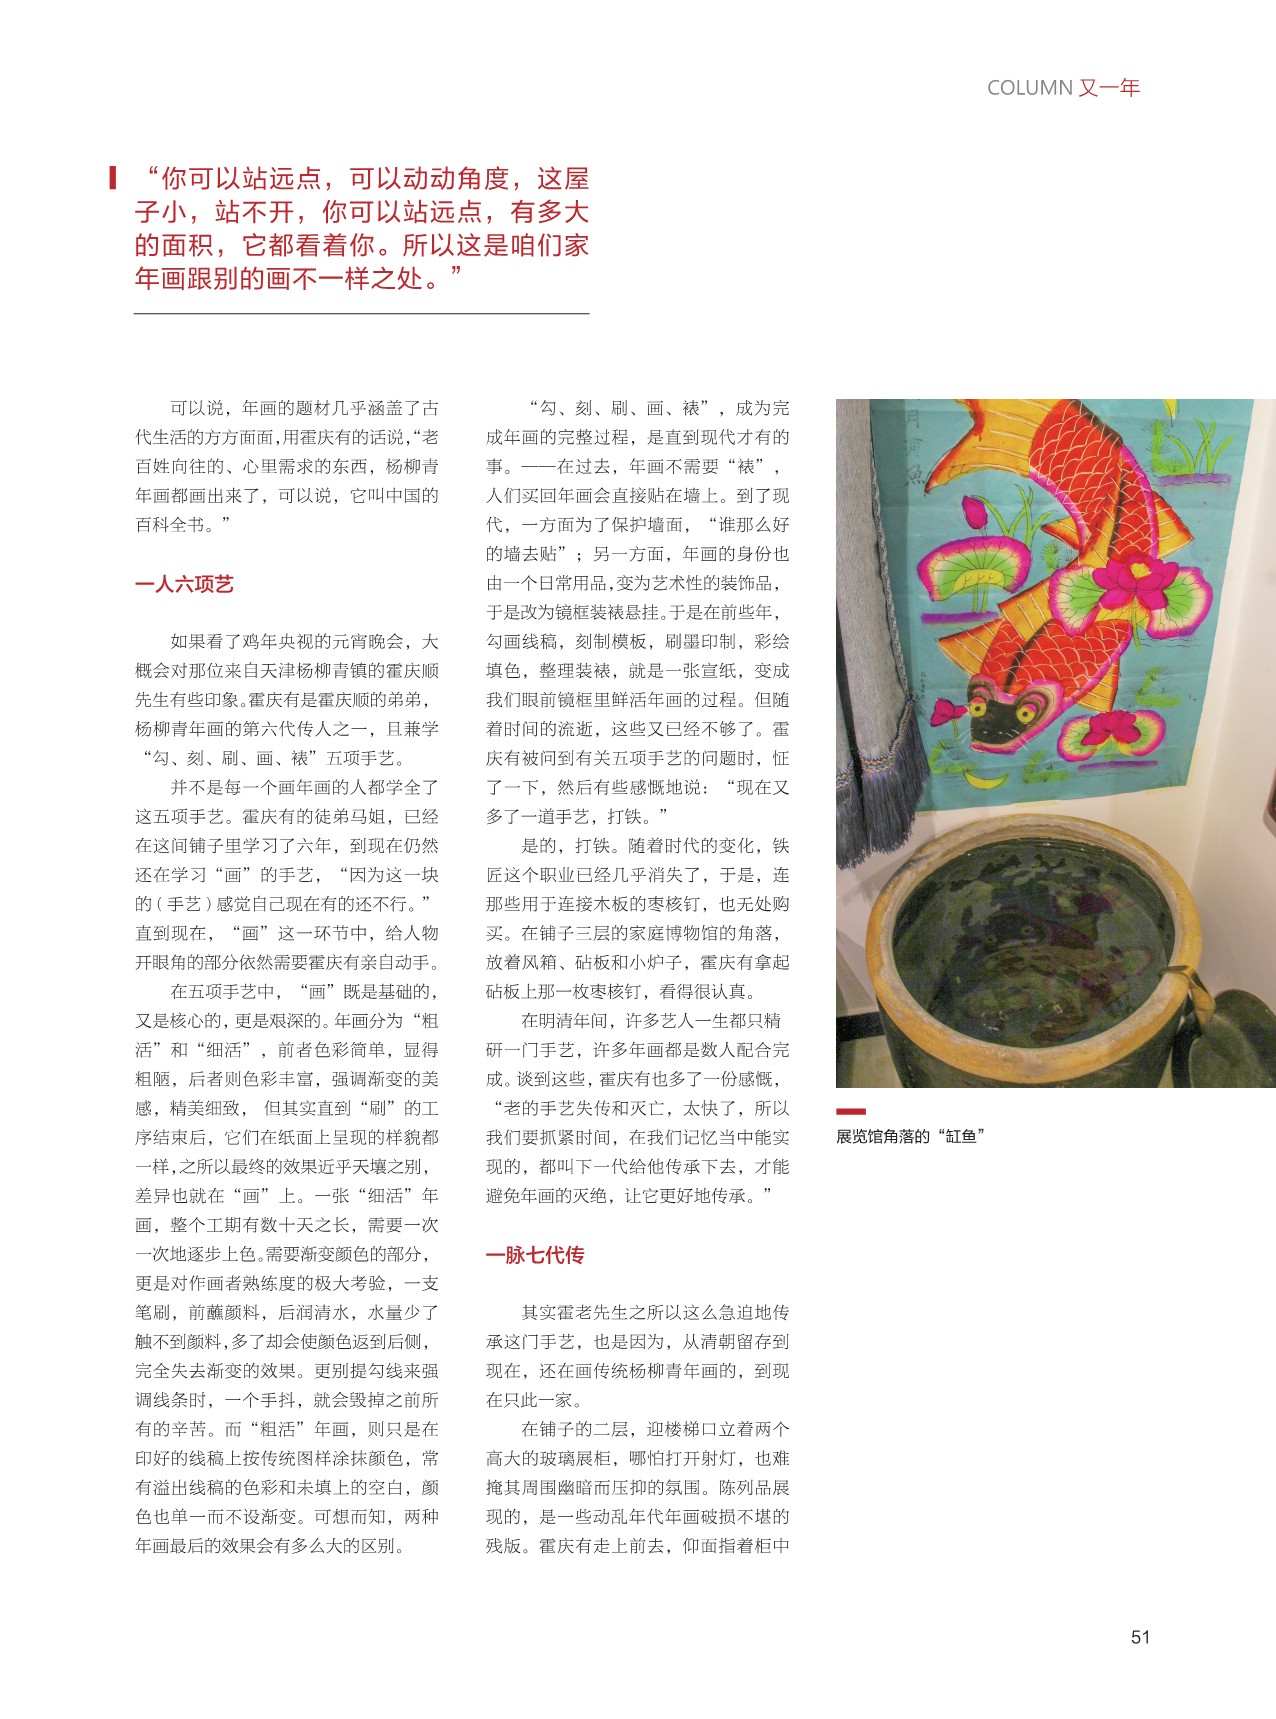 COLUMN 又一年
“你可以站远点，可以动动角度，这屋
子小，站不开，你可以站远点，有多大
的面积，它都看着你。所以这是咱们家
年画跟别的画不一样之处。”
可以说，年画的题材几乎涵盖了古
代生活的方方面面，用霍庆有的话说，“老
百姓向往的、心里需求的东西，杨柳青
年画都画出来了，可以说，它叫中国的
百科全书。”
一人六项艺
如果看了鸡年央视的元宵晚会，大
概会对那位来自天津杨柳青镇的霍庆顺
先生有些印象。霍庆有是霍庆顺的弟弟，
杨柳青年画的第六代传人之一，且兼学
“勾、刻、刷、画、裱”五项手艺。
并不是每一个画年画的人都学全了
这五项手艺。霍庆有的徒弟马姐，已经
在这间铺子里学习了六年，到现在仍然
还在学习“画”的手艺，“因为这一块
的（手艺）感觉自己现在有的还不行。”
直到现在，“画”这一环节中，给人物
开眼角的部分依然需要霍庆有亲自动手。
在五项手艺中，“画”既是基础的，
又是核心的，更是艰深的。年画分为“粗
活”和“细活”，前者色彩简单，显得
粗陋，后者则色彩丰富，强调渐变的美
感，精美细致， 但其实直到“刷”的工
序结束后，它们在纸面上呈现的样貌都
一样，之所以最终的效果近乎天壤之别，
差异也就在“画”上。一张“细活”年
画，整个工期有数十天之长，需要一次
一次地逐步上色。需要渐变颜色的部分，
更是对作画者熟练度的极大考验，一支
笔刷，前蘸颜料，后润清水，水量少了
触不到颜料，多了却会使颜色返到后侧，
完全失去渐变的效果。更别提勾线来强
调线条时，一个手抖，就会毁掉之前所
有的辛苦。而“粗活”年画，则只是在
印好的线稿上按传统图样涂抹颜色，常
有溢出线稿的色彩和未填上的空白，颜
色也单一而不设渐变。可想而知，两种
年画最后的效果会有多么大的区别。
“勾、刻、刷、画、裱”，成为完
成年画的完整过程，是直到现代才有的
事。——在过去，年画不需要“裱”，
人们买回年画会直接贴在墙上。到了现
代，一方面为了保护墙面，“谁那么好
的墙去贴”；另一方面，年画的身份也
由一个日常用品，变为艺术性的装饰品，
于是改为镜框装裱悬挂。于是在前些年，
勾画线稿，刻制模板，刷墨印制，彩绘
填色，整理装裱，就是一张宣纸，变成
我们眼前镜框里鲜活年画的过程。但随
着时间的流逝，这些又已经不够了。霍
庆有被问到有关五项手艺的问题时，怔
了一下，然后有些感慨地说：“现在又
多了一道手艺，打铁。”
是的，打铁。随着时代的变化，铁
匠这个职业已经几乎消失了，于是，连
那些用于连接木板的枣核钉，也无处购
买。在铺子三层的家庭博物馆的角落，
放着风箱、砧板和小炉子，霍庆有拿起
砧板上那一枚枣核钉，看得很认真。
在明清年间，许多艺人一生都只精
研一门手艺，许多年画都是数人配合完
成。谈到这些，霍庆有也多了一份感慨，
“老的手艺失传和灭亡，太快了，所以
我们要抓紧时间，在我们记忆当中能实
现的，都叫下一代给他传承下去，才能
避免年画的灭绝，让它更好地传承。”
一脉七代传
其实霍老先生之所以这么急迫地传
承这门手艺，也是因为，从清朝留存到
现在，还在画传统杨柳青年画的，到现
在只此一家。
在铺子的二层，迎楼梯口立着两个
高大的玻璃展柜，哪怕打开射灯，也难
掩其周围幽暗而压抑的氛围。陈列品展
现的，是一些动乱年代年画破损不堪的
残版。霍庆有走上前去，仰面指着柜中
展览馆角落的“缸鱼”
51